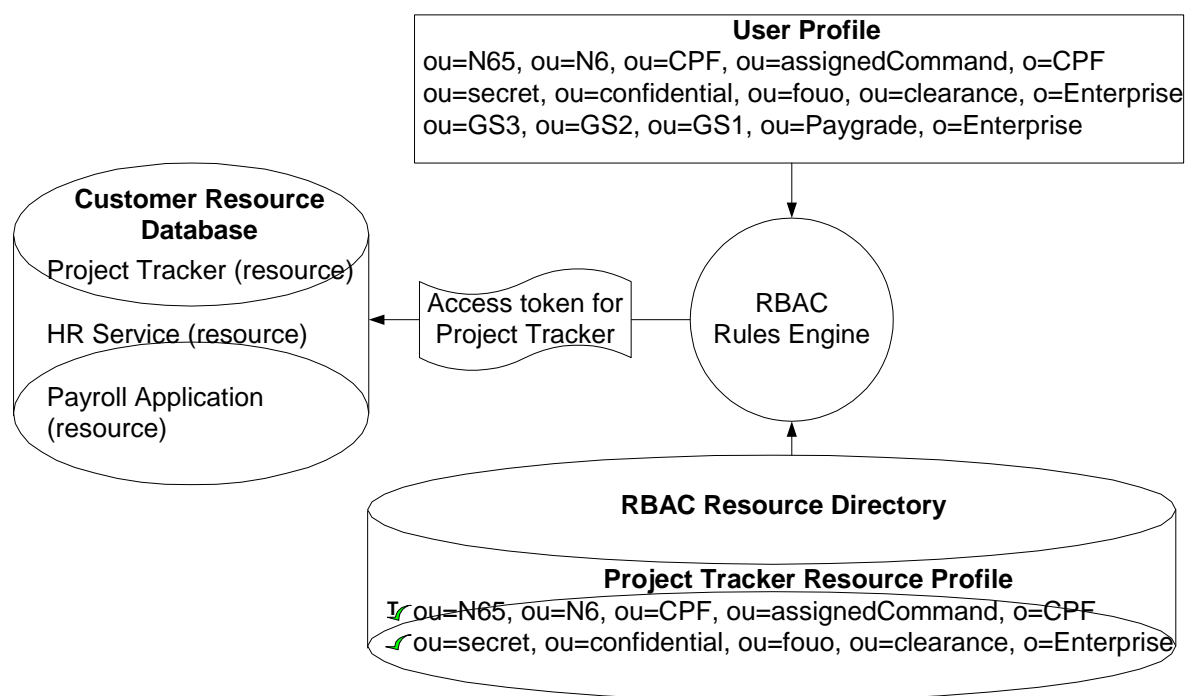 User Profile
ou=N65, ou=N6, ou=CPF, ou=assignedCommand, o=CPF
ou=secret, ou=confidential, ou=fouo, ou=clearance, o=Enterprise
ou=GS3, ou=GS2, ou=GS1, ou=Paygrade, o=Enterprise
Customer Resource
Database
Project Tracker (resource)
HR Service (resource)
Payroll Application
(resource)
Access token for
Project Tracker
RBAC
Rules Engine
RBAC Resource Directory
Project Tracker Resource Profile
ou=N65, ou=N6, ou=CPF, ou=assignedCommand, o=CPF
ou=secret, ou=confidential, ou=fouo, ou=clearance, o=Enterprise